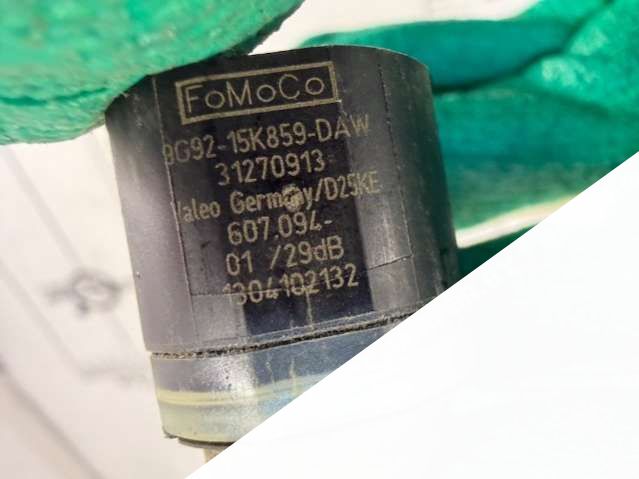 FoMoCo
9G92-15K859-DAW
31270913
Valeo Germany/D25KE
607.094-
01 /29dB
1304102132